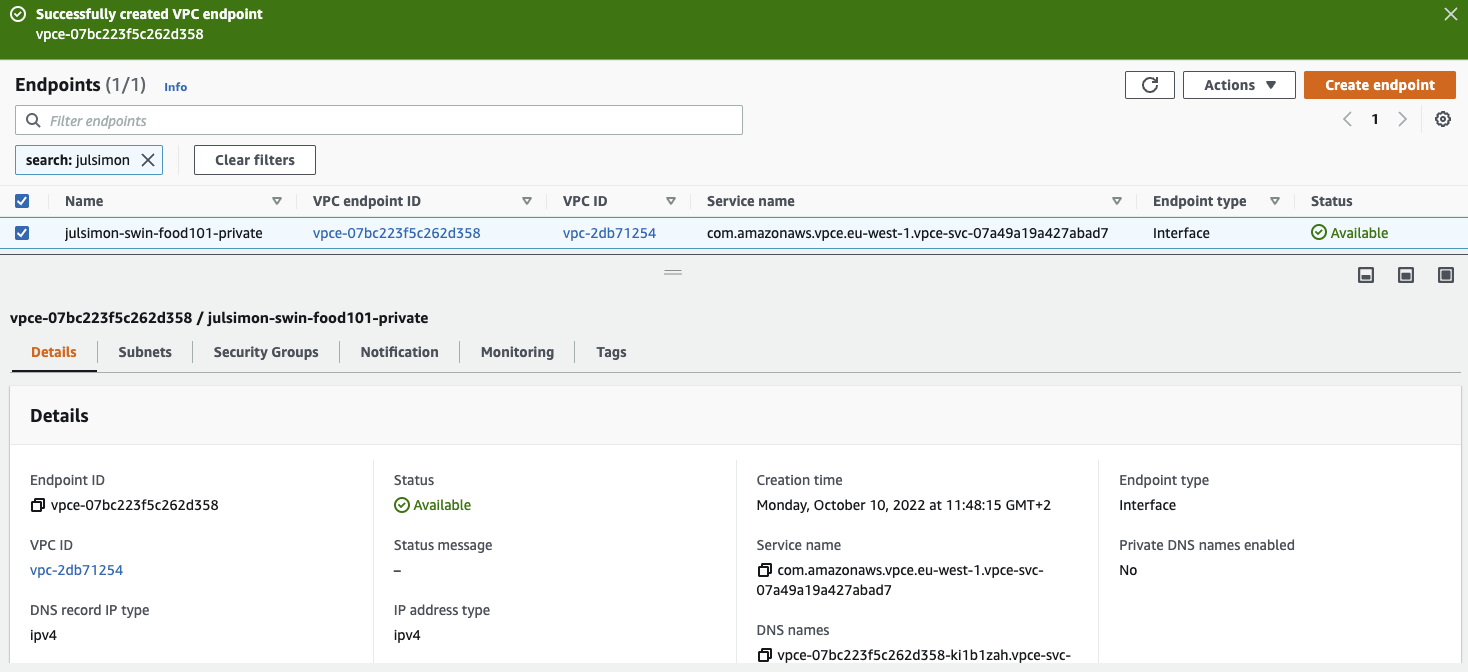 Successfully created VPC endpoint
vpce-07bc223f5c262d358
Endpoints (1/1) Info
Actions
Create endpoint
Filter endpoints
1
search: julsimon
Clear filters
Name VPC endpoint ID VPC ID Service name Endpoint type Status
julsimon-swin-food101-private vpce-07bc223f5c262d358 vpc-2db71254 com.amazonaws.vpce.eu-west-1.vpce-svc-07a49a19a427abad7 Interface Available
vpce-07bc223f5c262d358 / julsimon-swin-food101-private
Details Subnets Security Groups Notification Monitoring Tags
Details
Endpoint ID
vpce-07bc223f5c262d358
VPC ID
vpc-2db71254
DNS record IP type
ipv4
Status
Available
Status message
–
IP address type
ipv4
Creation time
Monday, October 10, 2022 at 11:48:15 GMT+2
Service name
com.amazonaws.vpce.eu-west-1.vpce-svc-
07a49a19a427abad7
DNS names
vpce-07bc223f5c262d358-ki1b1zah.vpce-svc-
Endpoint type
Interface
Private DNS names enabled
No